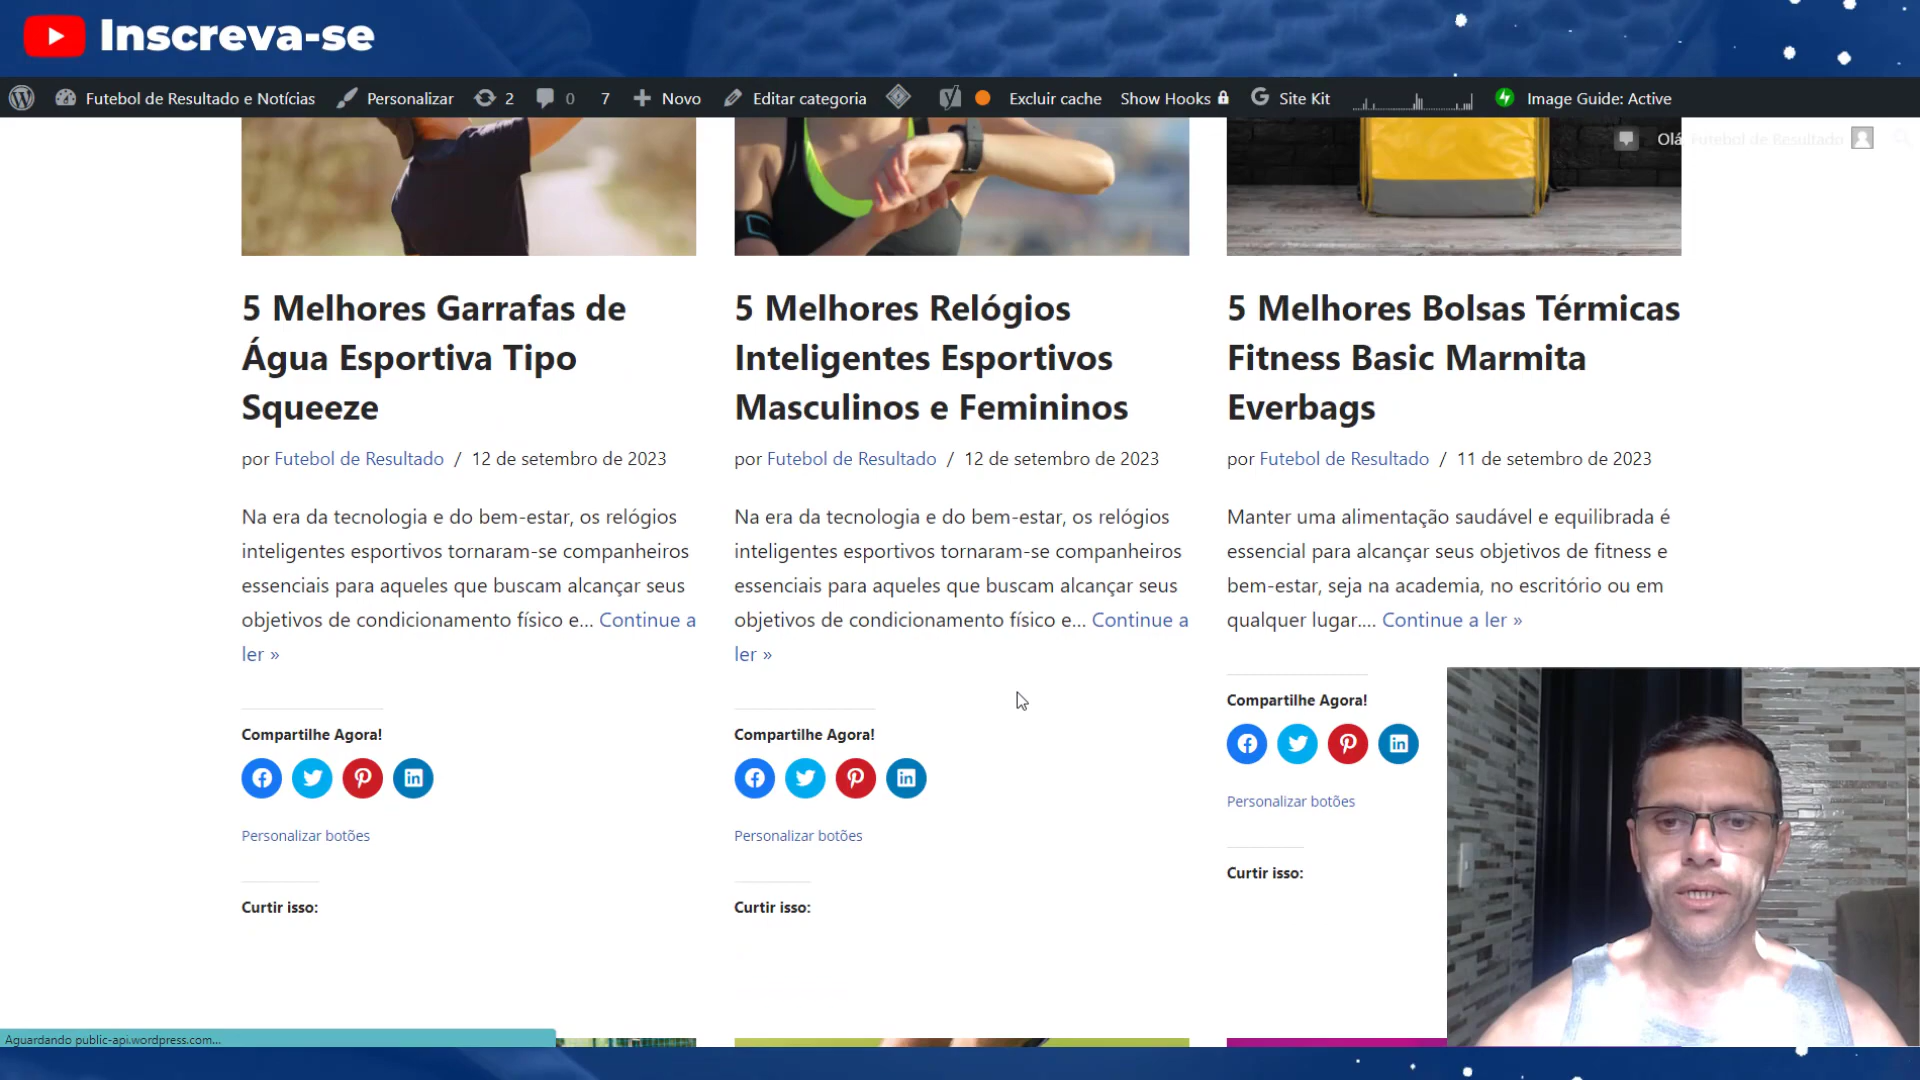 Inscreva-se
Futebol de Resultado e Notícias Personalizar 2 0 7 Novo Editar categoria Excluir cache Show Hooks Site Kit Image Guide: Active
Olá Futebol de Resultado
5 Melhores Garrafas de
Água Esportiva Tipo
Squeeze
por Futebol de Resultado / 12 de setembro de 2023
Na era da tecnologia e do bem-estar, os relógios
inteligentes esportivos tornaram-se companheiros
essenciais para aqueles que buscam alcançar seus
objetivos de condicionamento físico e... Continue a
ler »
Compartilhe Agora!
Personalizar botões
Curtir isso:
5 Melhores Relógios
Inteligentes Esportivos
Masculinos e Femininos
por Futebol de Resultado / 12 de setembro de 2023
Na era da tecnologia e do bem-estar, os relógios
inteligentes esportivos tornaram-se companheiros
essenciais para aqueles que buscam alcançar seus
objetivos de condicionamento físico e... Continue a
ler »
Compartilhe Agora!
Personalizar botões
Curtir isso:
5 Melhores Bolsas Térmicas
Fitness Basic Marmita
Everbags
por Futebol de Resultado / 11 de setembro de 2023
Manter uma alimentação saudável e equilibrada é
essencial para alcançar seus objetivos de fitness e
bem-estar, seja na academia, no escritório ou em
qualquer lugar.... Continue a ler »
Compartilhe Agora!
Personalizar botões
Curtir isso:
Aguardando public-api.wordpress.com...